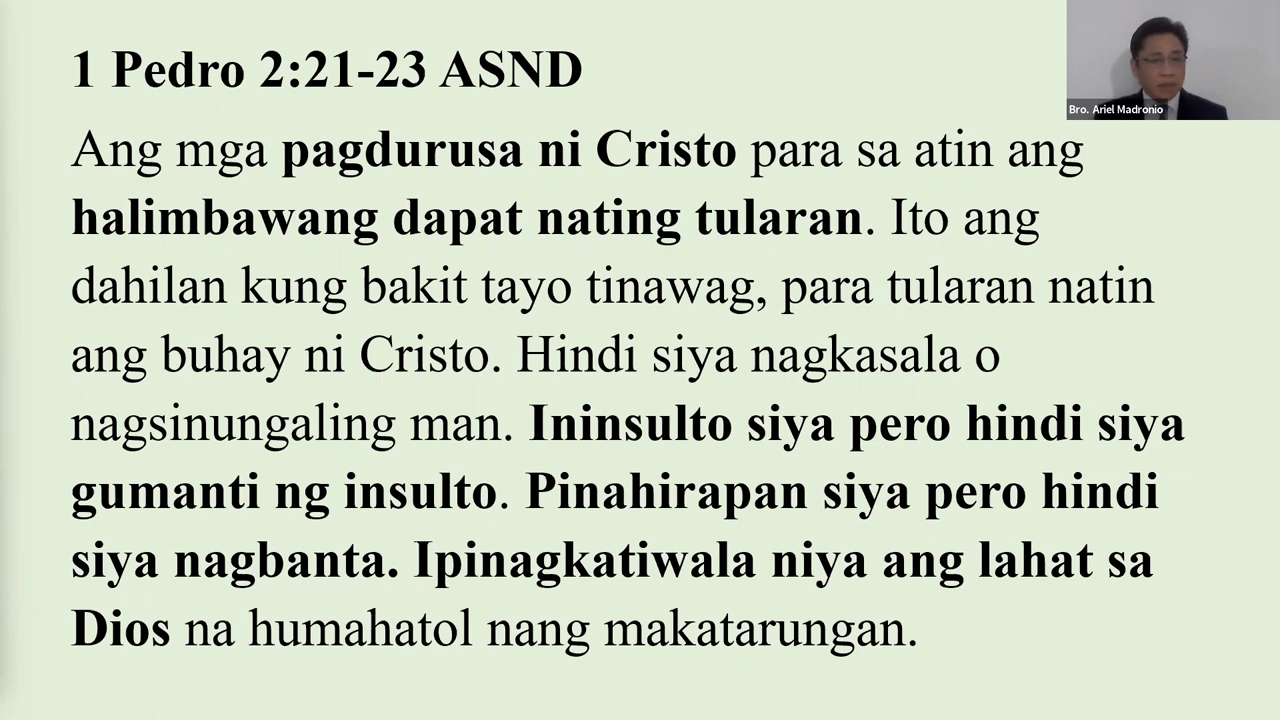 1 Pedro 2:21-23 ASND
Bro. Ariel Madronio
Ang mga pagdurusa ni Cristo para sa atin ang
halimbawang dapat nating tularan. Ito ang
dahilan kung bakit tayo tinawag, para tularan natin
ang buhay ni Cristo. Hindi siya nagkasala o
nagsinungaling man. Ininsulto siya pero hindi siya
gumanti ng insulto. Pinahirapan siya pero hindi
siya nagbanta. Ipinagkatiwala niya ang lahat sa
Dios na humahatol nang makatarungan.